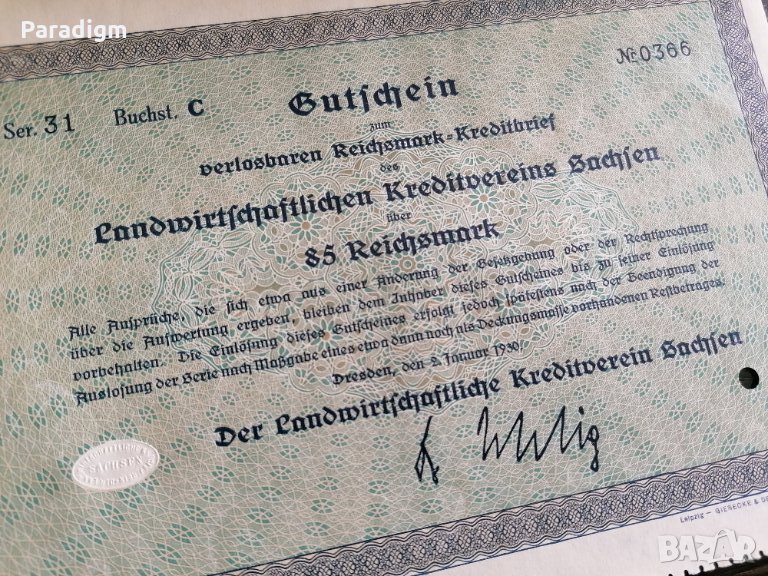 Paradigm
Ser. 31 Buchst. C Gutschein Nr. 0366
zum
verlosbaren Reichsmark-Kreditbrief
des
Landwirtschaftlichen Kreditvereins Sachsen
über
85 Reichsmark
Alle Ansprüche, die sich etwa aus einer Änderung der Gesetzgebung oder der Rechtsprechung
über die Aufwertung ergeben, bleiben dem Inhaber dieses Gutscheines bis zu seiner Einlösung
vorbehalten. Die Einlösung dieses Gutscheines erfolgt jedoch spätestens nach der Beendigung der
Auslosung der Serie nach Maßgabe eines etwa dann noch als Deckungsmasse vorhandenen Restbetrages.
Dresden, den 2. Januar 1930.
Der Landwirtschaftliche Kreditverein Sachsen
SACHSEN
Leipzig – GIESECKE & DE
BAZAR